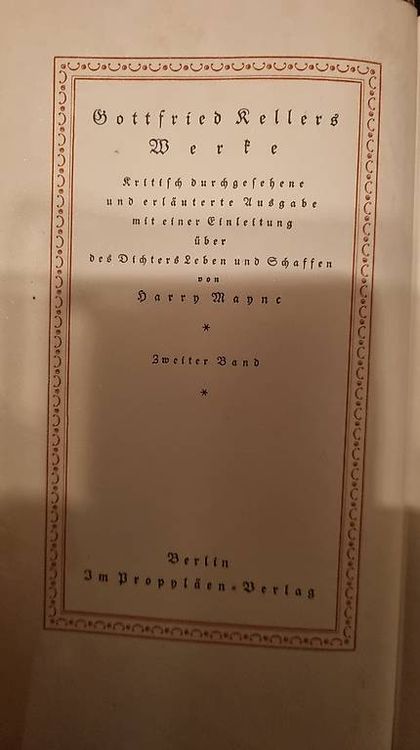 Gottfried Kellers
Werke
Kritisch durchgesehene
und erläuterte Ausgabe
mit einer Einleitung
über
des Dichters Leben und Schaffen
von
Harry Maync
*
Zweiter Band
*
Berlin
Im Propyläen-Verlag